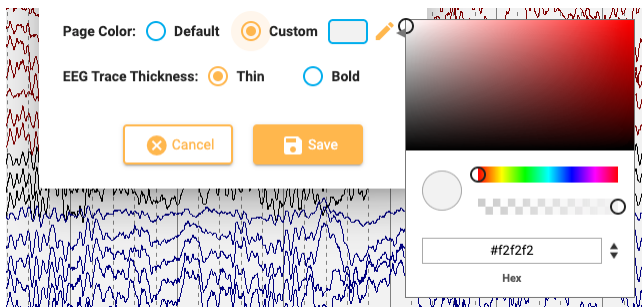 Page Color: Default Custom
EEG Trace Thickness: Thin Bold
Cancel Save
#f2f2f2
Hex